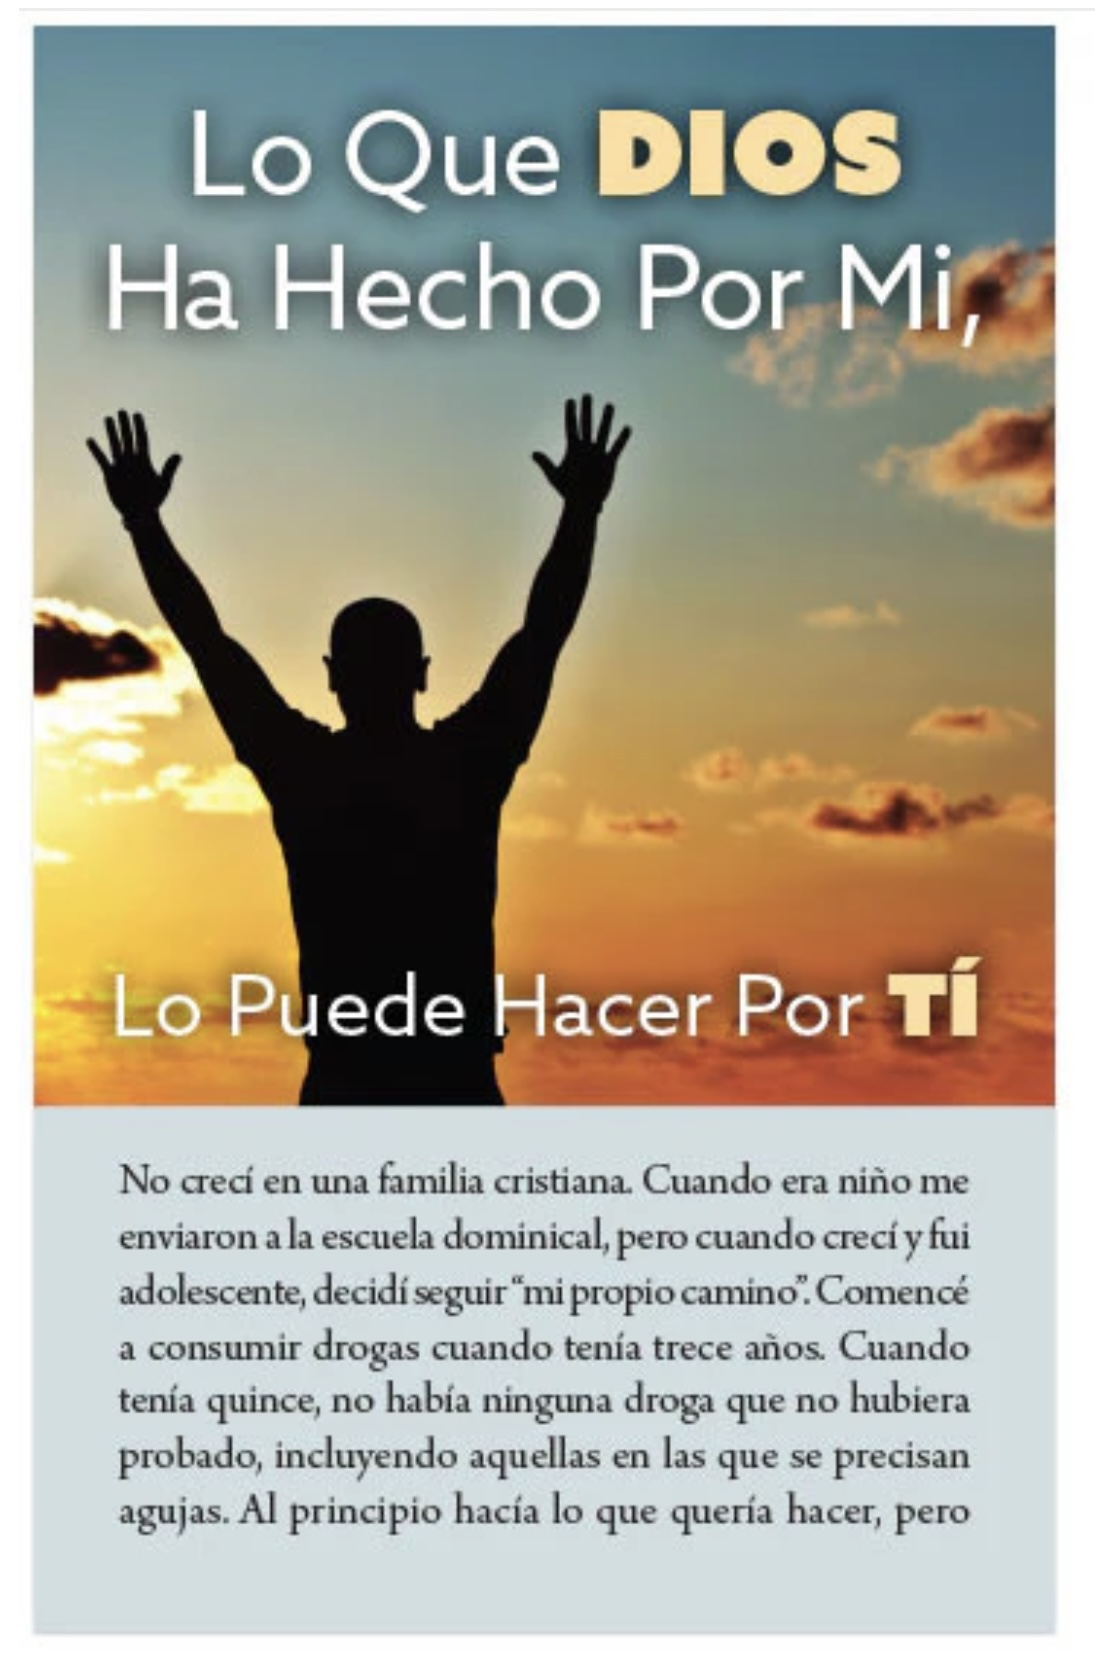 Lo Que DIOS
Ha Hecho Por Mi,
Lo Puede Hacer Por TÍ
No crecí en una familia cristiana. Cuando era niño me
enviaron a la escuela dominical, pero cuando crecí y fui
adolescente, decidí seguir “mi propio camino”. Comencé
a consumir drogas cuando tenía trece años. Cuando
tenía quince, no había ninguna droga que no hubiera
probado, incluyendo aquellas en las que se precisan
agujas. Al principio hacía lo que quería hacer, pero